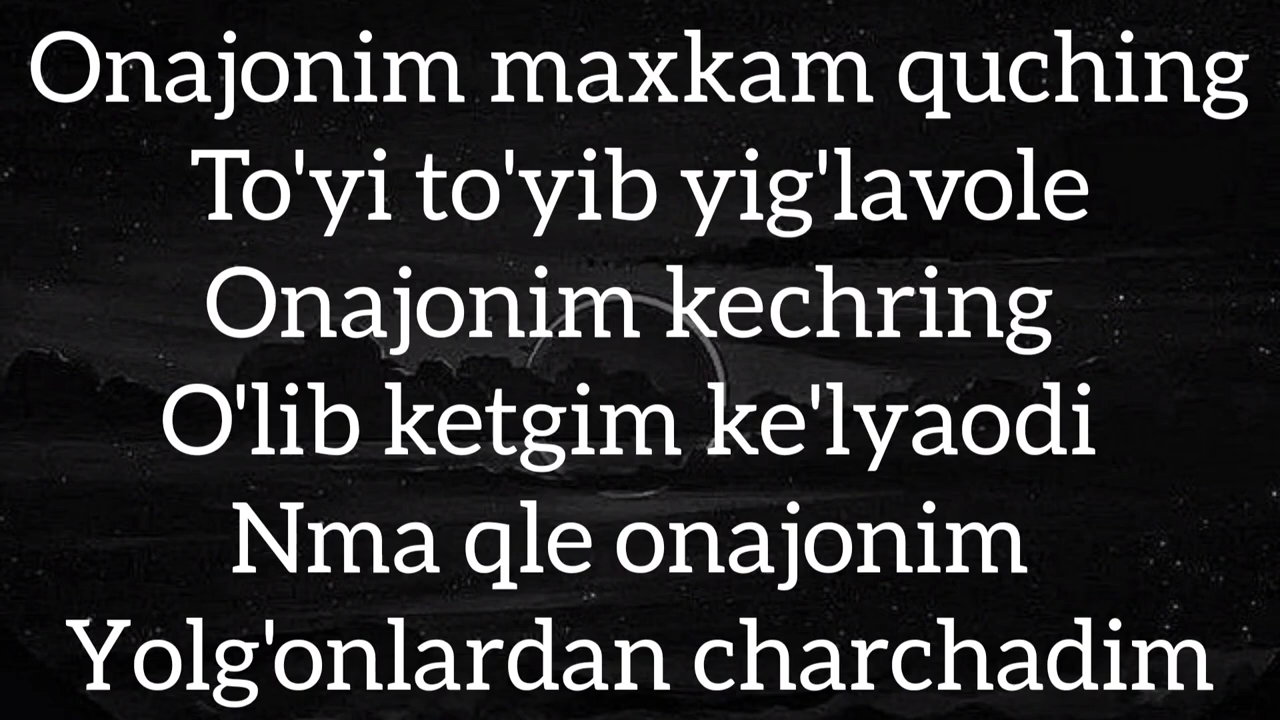 Onajonim maxkam quching
To'yi to'yib yig'lavole
Onajonim kechring
O'lib ketgim ke'lyaodi
Nma qle onajonim
Yolg'onlardan charchadim